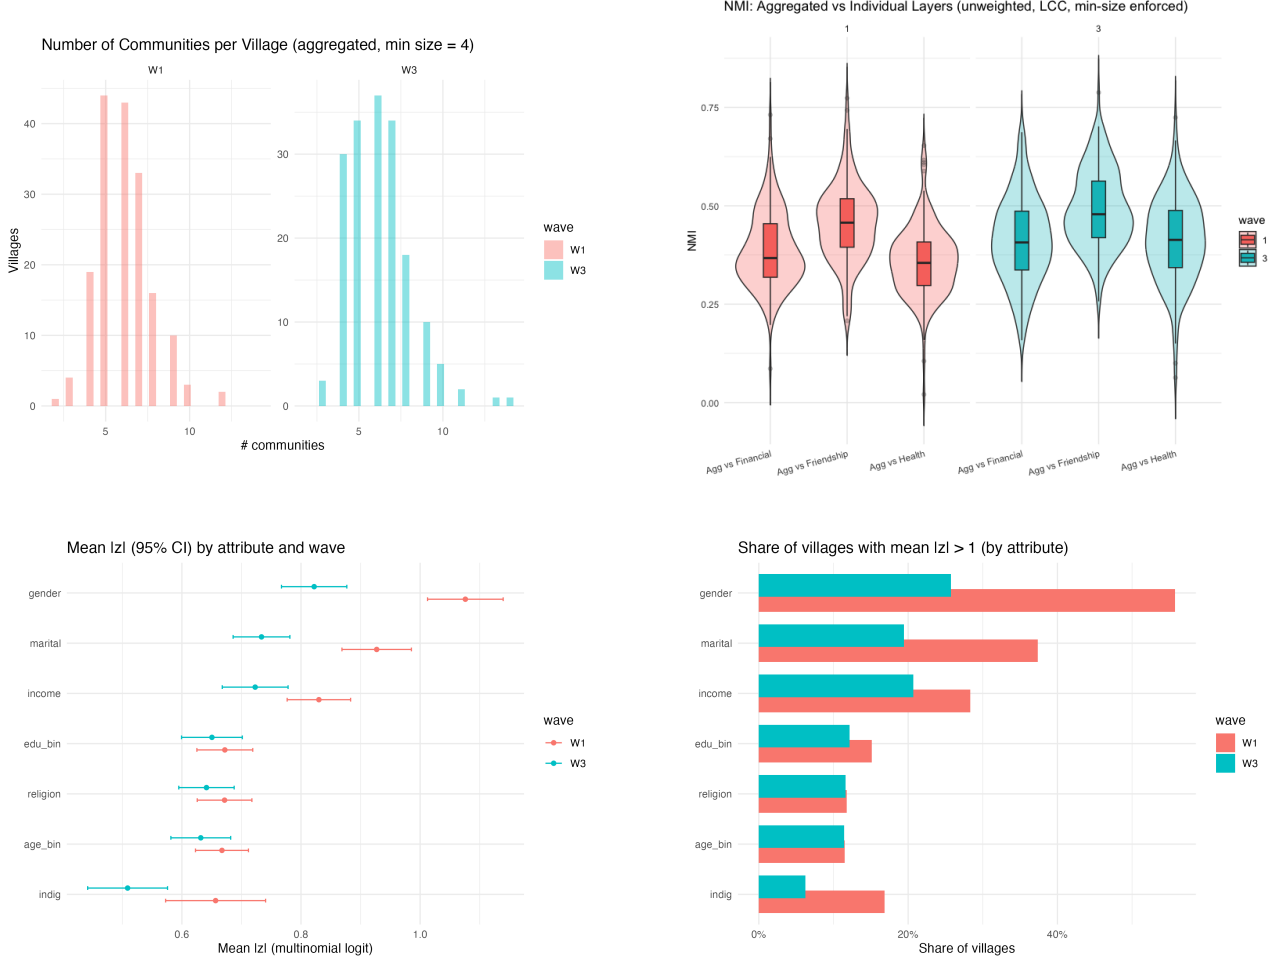 Number of Communities per Village (aggregated, min size = 4)
W1
W3
Villages
40
30
20
10
0
30
20
10
0
5
10
5
10
# communities
wave
W1
W3
NMI: Aggregated vs Individual Layers (unweighted, LCC, min-size enforced)
1
3
NMI
0.75
0.50
0.25
0.00
Agg vs Financial
Agg vs Friendship
Agg vs Health
Agg vs Financial
Agg vs Friendship
Agg vs Health
wave
1
3
Mean |z| (95% CI) by attribute and wave
gender
marital
income
edu_bin
religion
age_bin
indig
0.6
0.8
1.0
Mean |z| (multinomial logit)
wave
W1
W3
Share of villages with mean |z| > 1 (by attribute)
gender
marital
income
edu_bin
religion
age_bin
indig
0%
20%
40%
Share of villages
wave
W1
W3